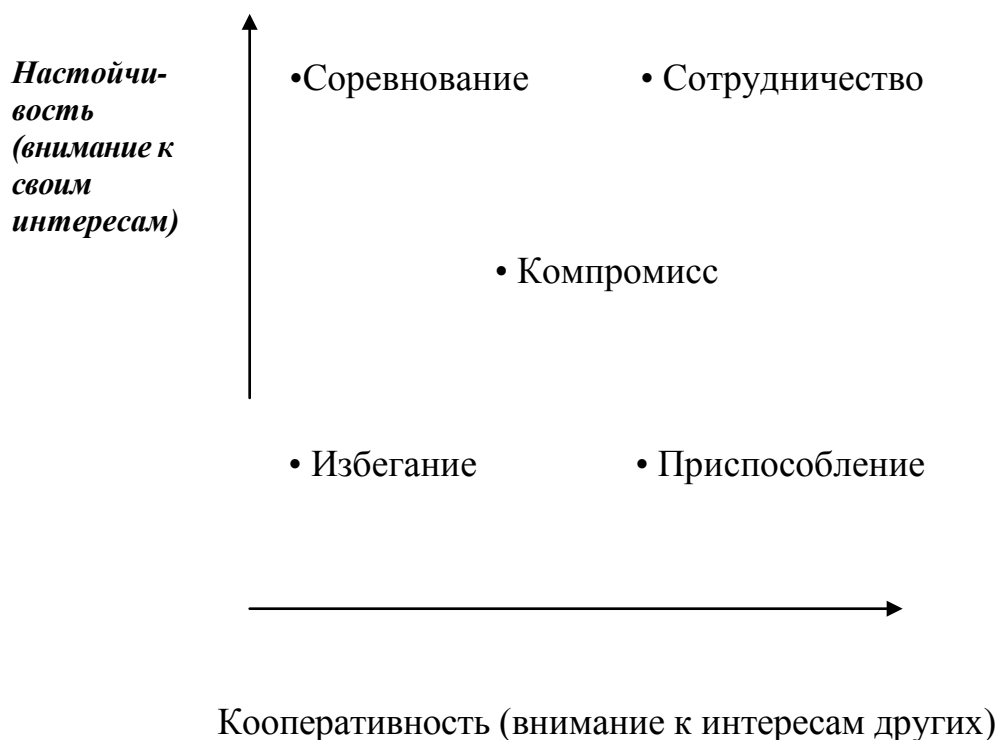 Настойчи-
вость
(внимание к
своим
интересам)
•Соревнование
• Сотрудничество
• Компромисс
• Избегание
• Приспособление
Кооперативность (внимание к интересам других)